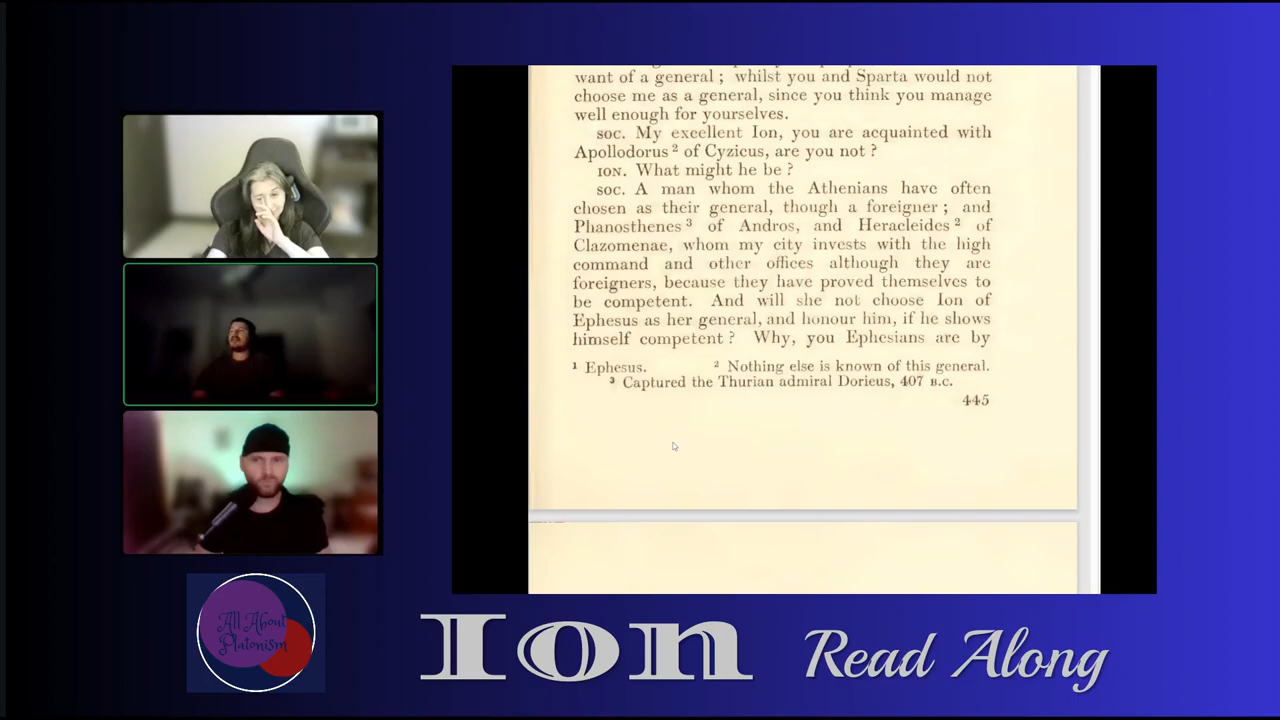 want of a general ; whilst you and Sparta would not
choose me as a general, since you think you manage
well enough for yourselves.
SOC. My excellent Ion, you are acquainted with
Apollodorus ² of Cyzicus, are you not ?
ION. What might he be ?
SOC. A man whom the Athenians have often
chosen as their general, though a foreigner ; and
Phanosthenes ³ of Andros, and Heracleides ² of
Clazomenae, whom my city invests with the high
command and other offices although they are
foreigners, because they have proved themselves to
be competent. And will she not choose Ion of
Ephesus as her general, and honour him, if he shows
himself competent ? Why, you Ephesians are by
¹ Ephesus. ² Nothing else is known of this general.
³ Captured the Thurian admiral Dorieus, 407 B.C.
445
All About
Platonism
Ion Read Along